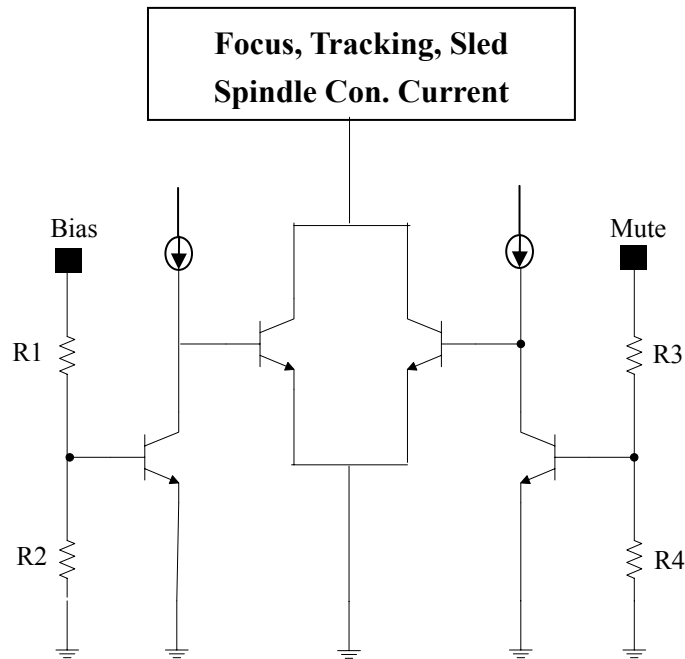 Focus, Tracking, Sled
Spindle Con. Current
Bias
Mute
R1
R3
R2
R4